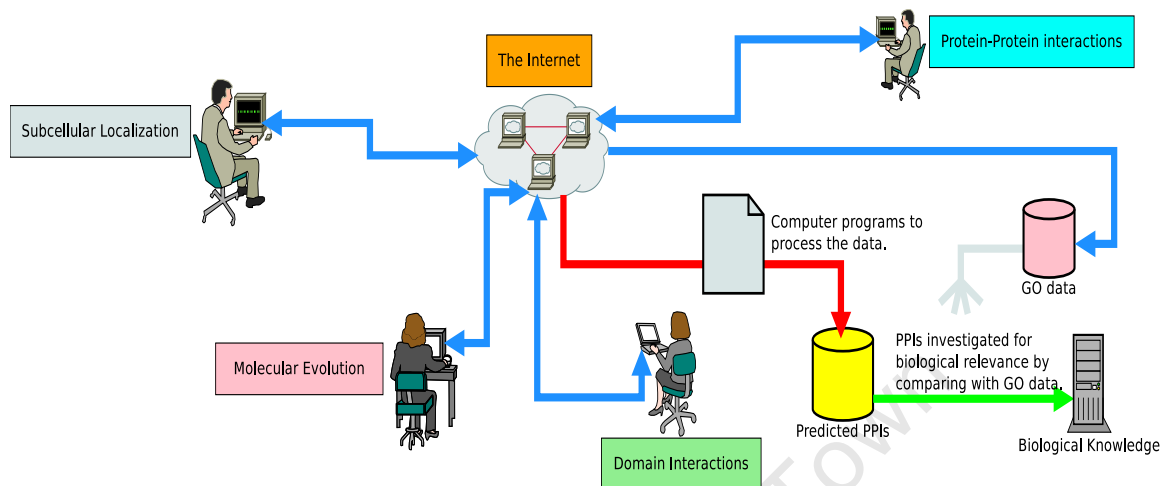 The Internet
Protein-Protein interactions
Subcellular Localization
Computer programs to
process the data.
GO data
PPIs investigated for
biological relevance by
comparing with GO data.
Molecular Evolution
Predicted PPIs
Biological Knowledge
Domain Interactions
Town